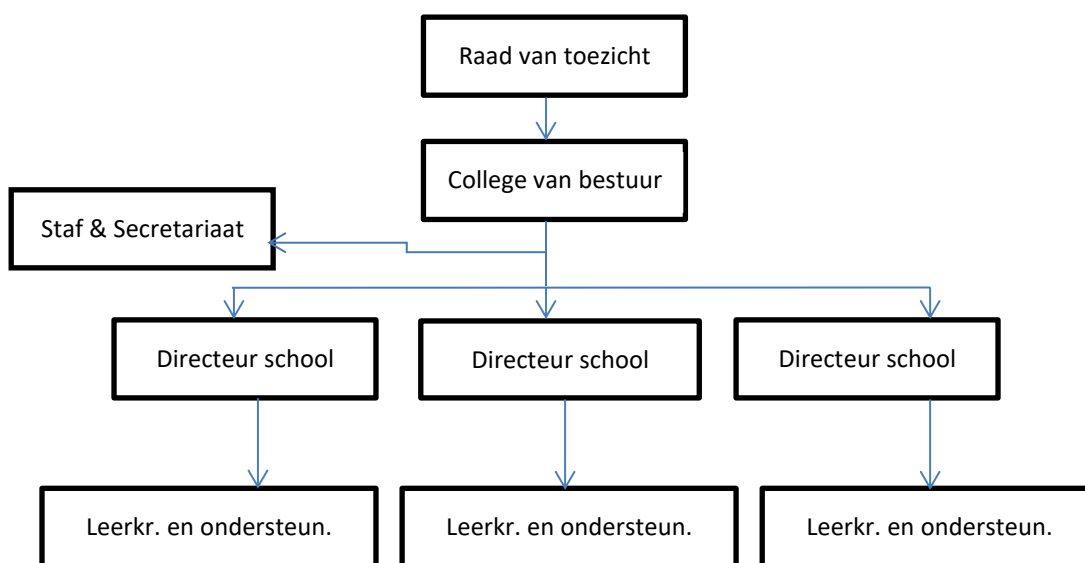 Raad van toezicht
College van bestuur
Staf & Secretariaat
Directeur school
Directeur school
Directeur school
Leerkr. en ondersteun.
Leerkr. en ondersteun.
Leerkr. en ondersteun.